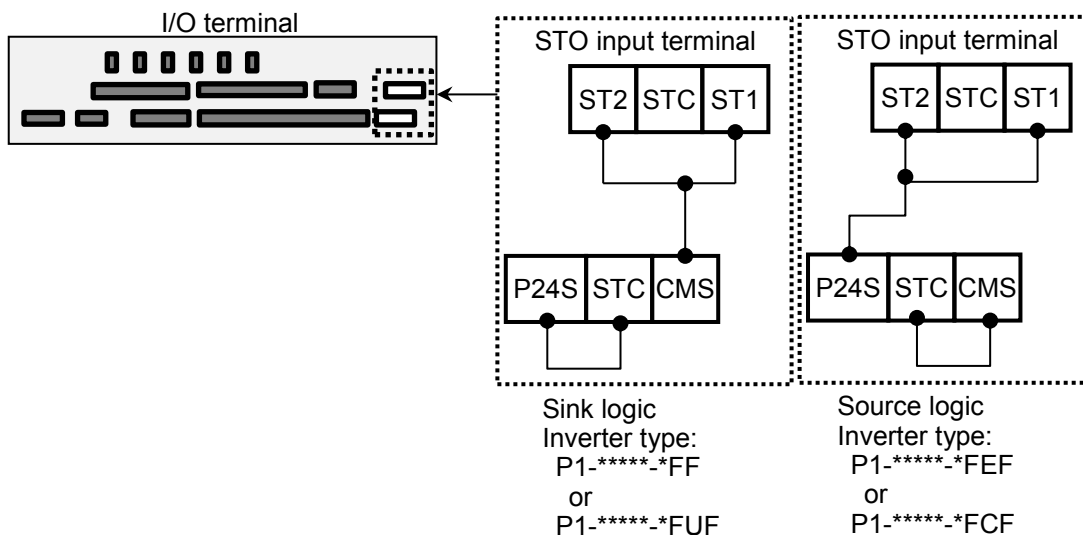 I/O terminal
STO input terminal
ST2 STC ST1
P24S STC CMS
Sink logic
Inverter type:
P1-*****-*FF
or
P1-*****-*FUF
STO input terminal
ST2 STC ST1
P24S STC CMS
Source logic
Inverter type:
P1-*****-*FEF
or
P1-*****-*FCF